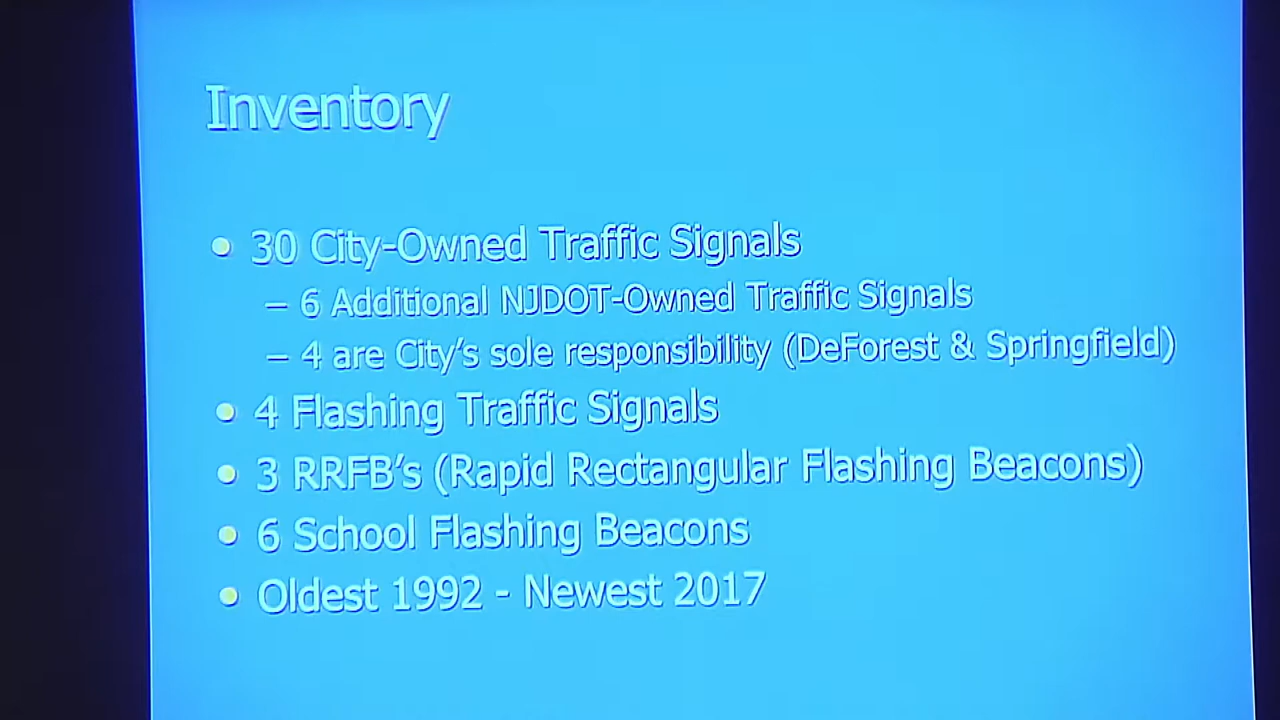 Inventory
• 30 City-Owned Traffic Signals
– 6 Additional NJDOT-Owned Traffic Signals
– 4 are City's sole responsibility (DeForest & Springfield)
• 4 Flashing Traffic Signals
• 3 RRFB's (Rapid Rectangular Flashing Beacons)
• 6 School Flashing Beacons
• Oldest 1992 - Newest 2017